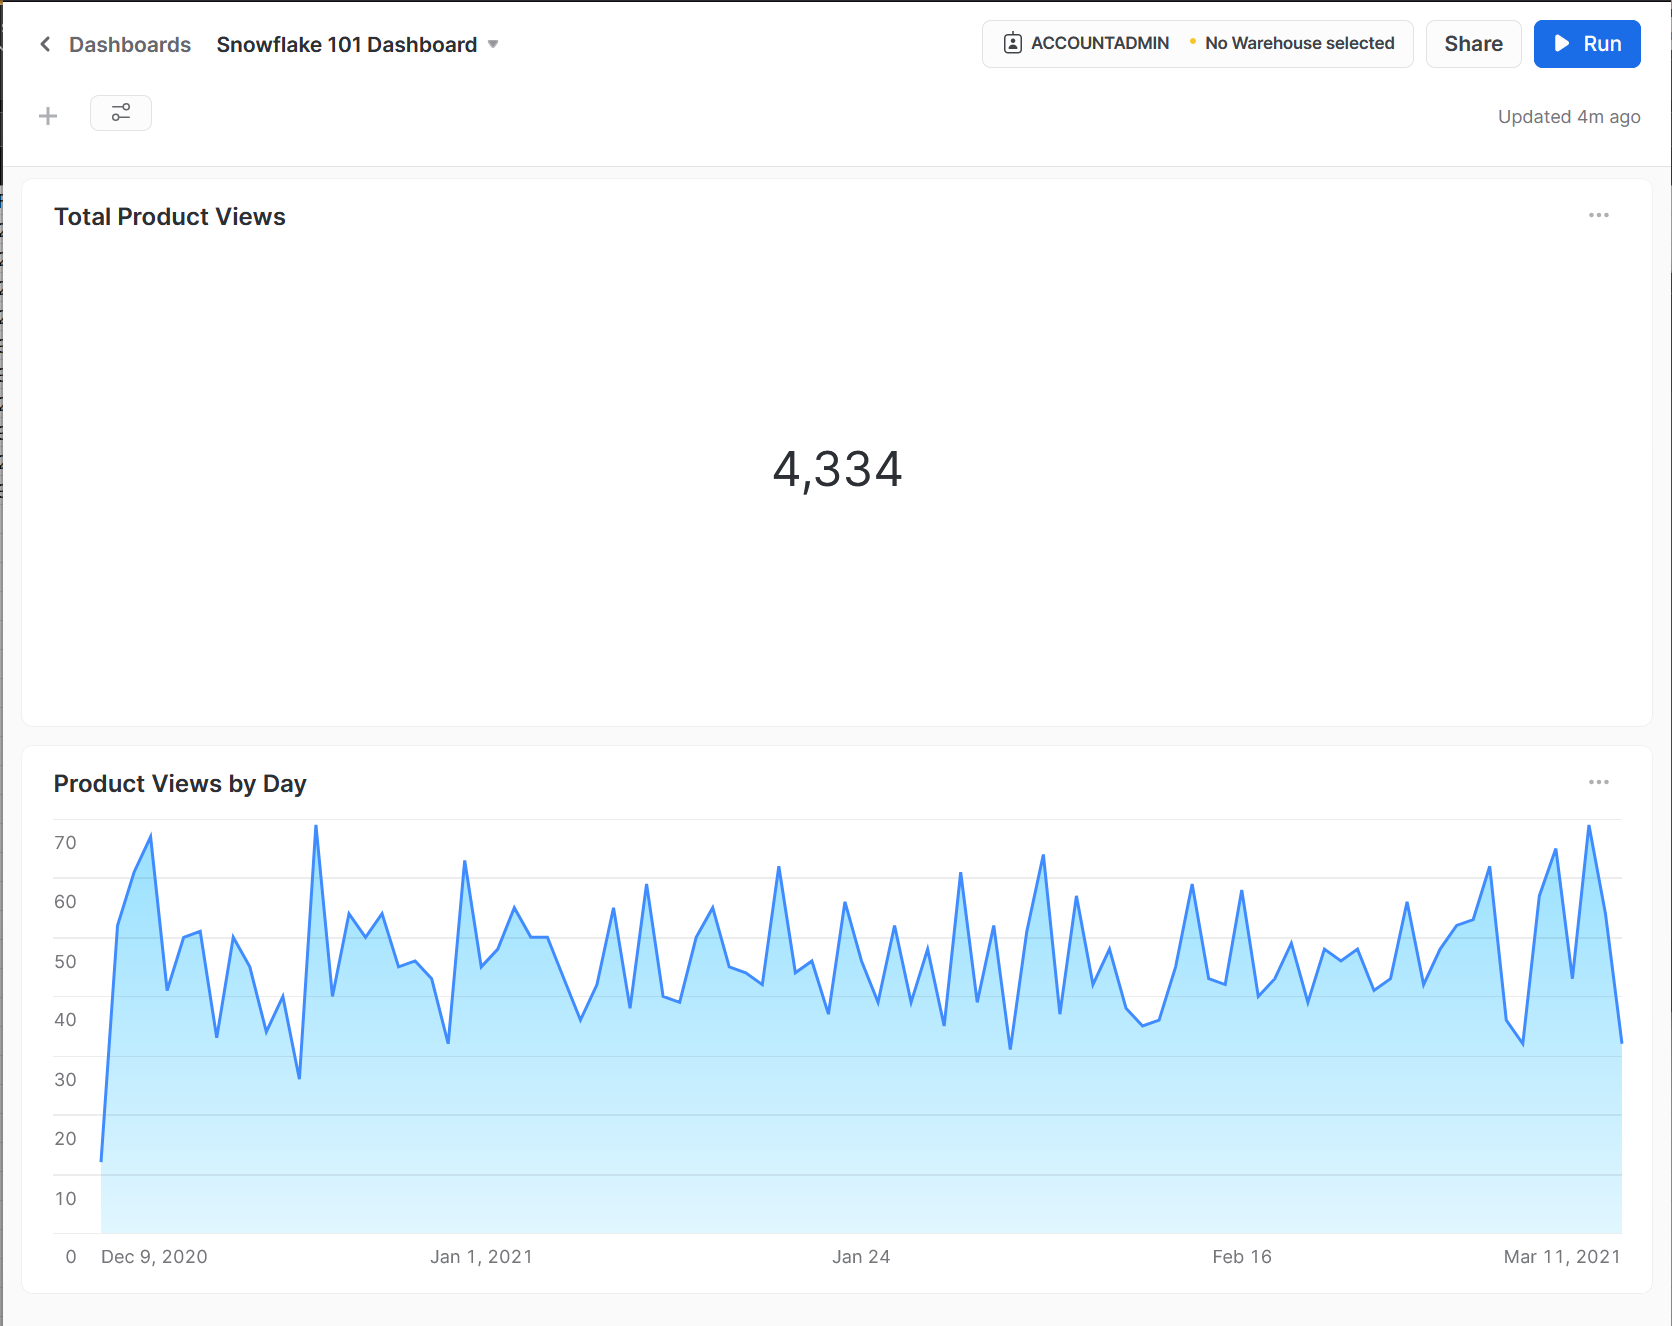 Dashboards Snowflake 101 Dashboard
ACCOUNTADMIN No Warehouse selected Share Run
Updated 4m ago
Total Product Views
4,334
Product Views by Day
70
60
50
40
30
20
10
0 Dec 9, 2020 Jan 1, 2021 Jan 24 Feb 16 Mar 11, 2021